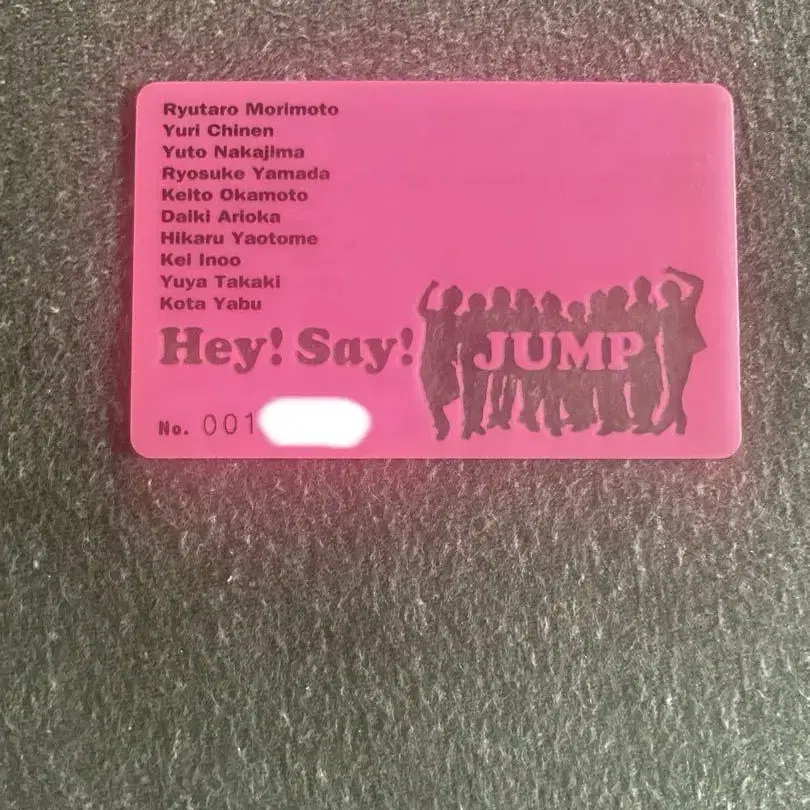 Ryutaro Morimoto
Yuri Chinen
Yuto Nakajima
Ryosuke Yamada
Keito Okamoto
Daiki Arioka
Hikaru Yaotome
Kei Inoo
Yuya Takaki
Kota Yabu
Hey! Say! JUMP
No. 001